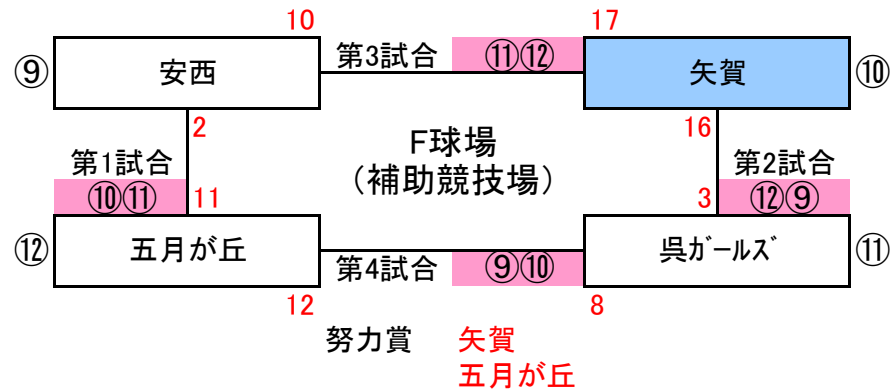 10
17
⑨
安西
第3試合
⑪⑫
矢賀
⑩
2
16
F球場
(補助競技場)
第1試合
⑩⑪
11
3
第2試合
⑫⑨
⑫
五月が丘
第4試合
⑨⑩
呉ガールズ
⑪
12
8
努力賞 矢賀
五月が丘